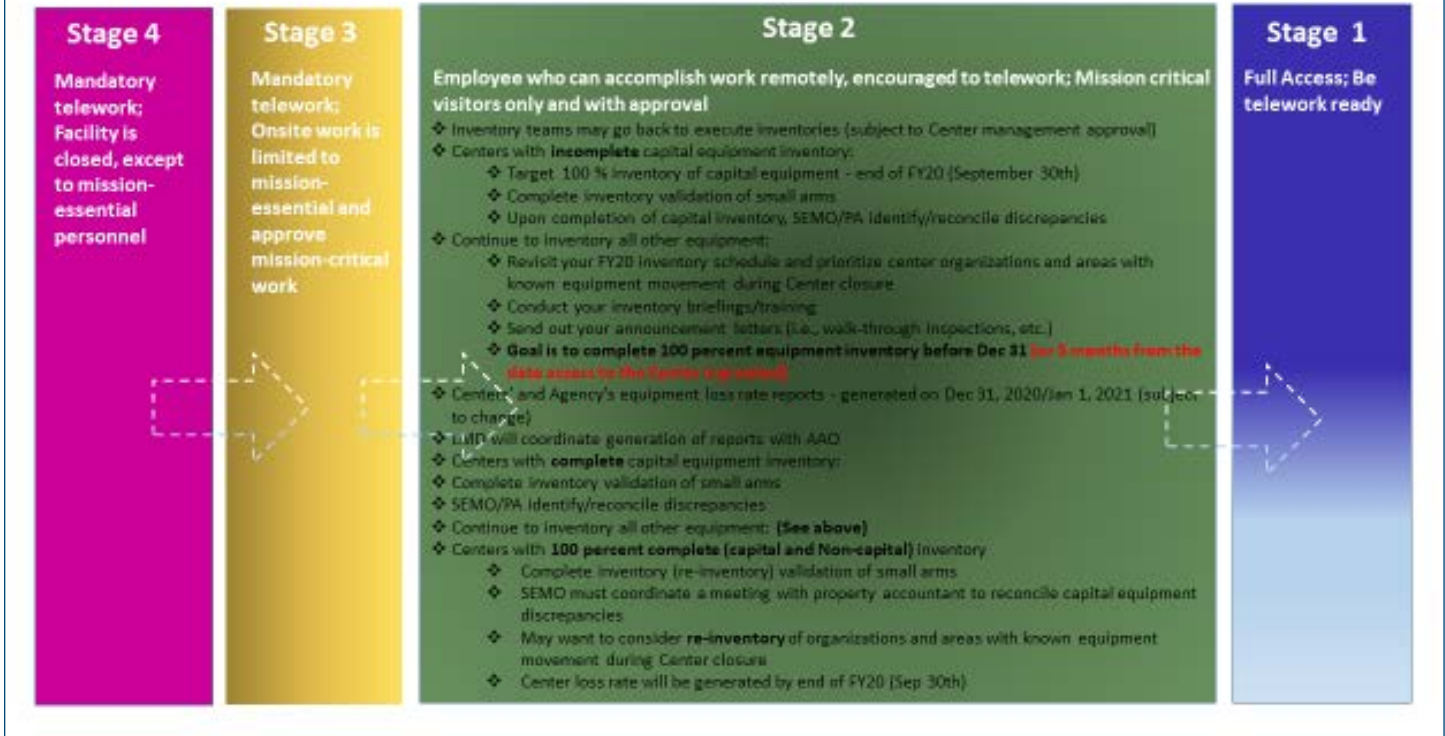 Stage 4
Mandatory
telework;
Facility is
closed, except
to mission-
essential
personnel
Stage 3
Mandatory
telework;
Onsite work is
limited to
mission-
essential and
approve
mission-critical
work
Stage 2
Employee who can accomplish work remotely, encouraged to telework; Mission critical
visitors only and with approval
❖ Inventory teams may go back to execute inventories (subject to Center management approval)
❖ Centers with incomplete capital equipment inventory:
❖ Target 100 % inventory of capital equipment - end of FY20 (September 30th)
❖ Complete inventory validation of small arms
❖ Upon completion of capital inventory, SEMO/PA identify/reconcile discrepancies
❖ Continue to inventory all other equipment:
❖ Revisit your FY20 inventory schedule and prioritize center organizations and areas with
known equipment movement during Center closure
❖ Conduct your inventory briefings/training
❖ Send out your announcement letters (i.e., walk-through inspections, etc.)
❖ Goal is to complete 100 percent equipment inventory before Dec 31 (or 5 months from the
date access to the Center is granted)
❖ Centers' and Agency's equipment loss rate reports - generated on Dec 31, 2020/Jan 1, 2021 (subject
to change)
❖ LMD will coordinate generation of reports with AAO
❖ Centers with complete capital equipment inventory:
❖ Complete inventory validation of small arms
❖ SEMO/PA identify/reconcile discrepancies
❖ Continue to inventory all other equipment: (See above)
❖ Centers with 100 percent complete (capital and Non-capital) inventory
❖ Complete inventory (re-inventory) validation of small arms
❖ SEMO must coordinate a meeting with property accountant to reconcile capital equipment
discrepancies
❖ May want to consider re-inventory of organizations and areas with known equipment
movement during Center closure
❖ Center loss rate will be generated by end of FY20 (Sep 30th)
Stage 1
Full Access; Be
telework ready